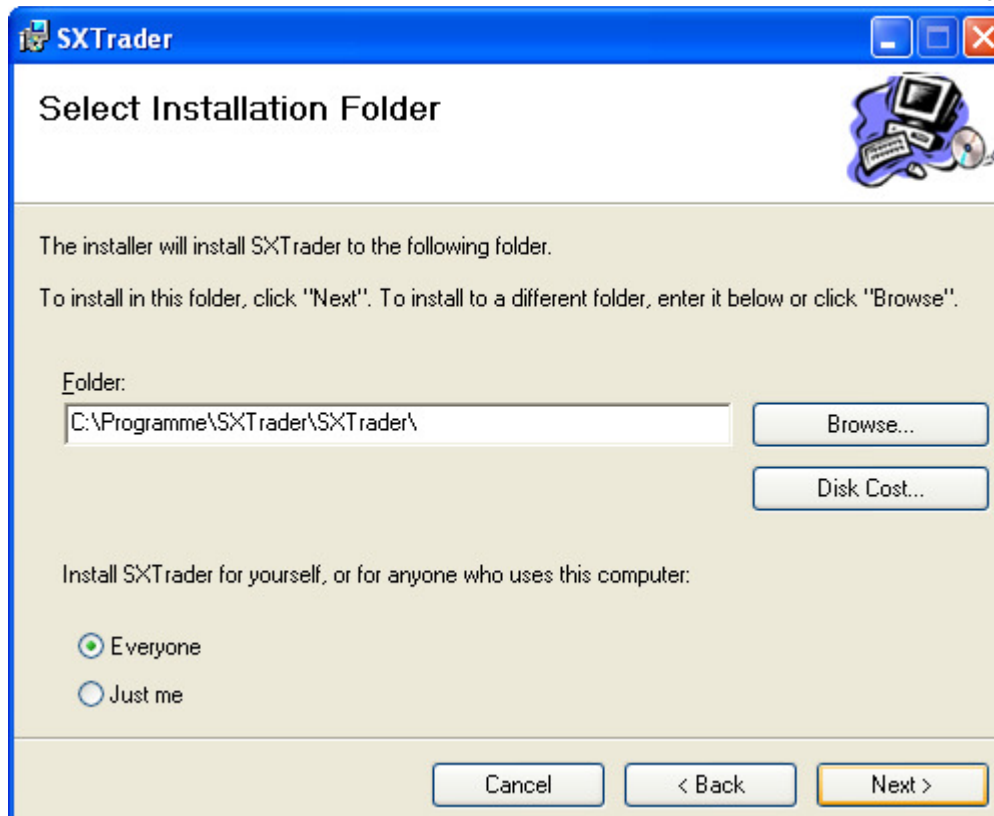 SXTrader
Select Installation Folder
The installer will install SXTrader to the following folder.
To install in this folder, click "Next". To install to a different folder, enter it below or click "Browse".
Folder:
C:\Programme\SXTrader\SXTrader\
Browse...
Disk Cost...
Install SXTrader for yourself, or for anyone who uses this computer:
Everyone
Just me
Cancel
< Back
Next >